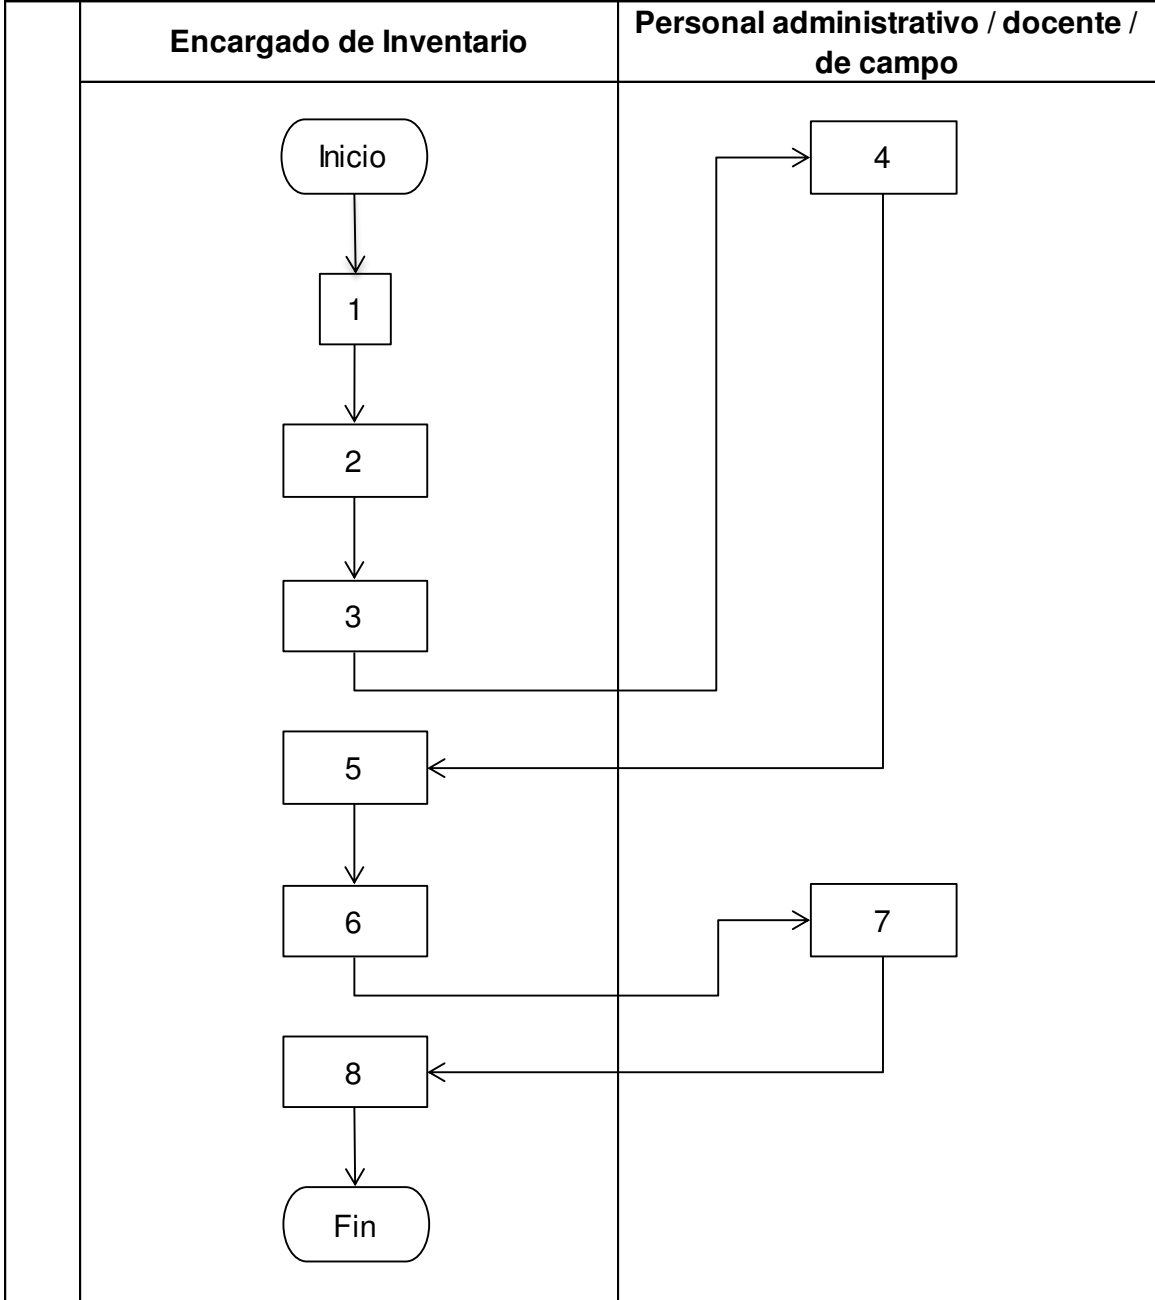 Encargado de Inventario
Personal administrativo / docente /
de campo
Inicio
4
1
2
3
5
6
7
8
Fin